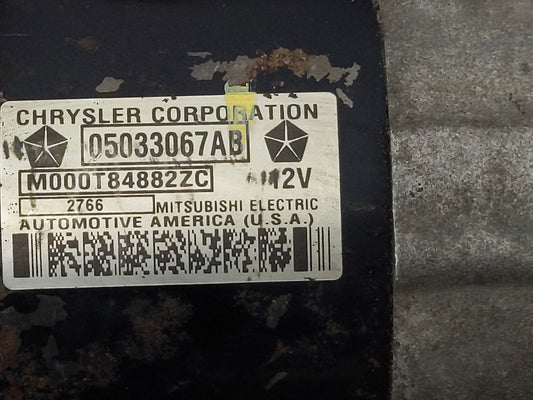 CHRYSLER CORPORATION
05033067AB
M000T84882ZC 12V
2766 MITSUBISHI ELECTRIC
AUTOMOTIVE AMERICA (U.S.A.)